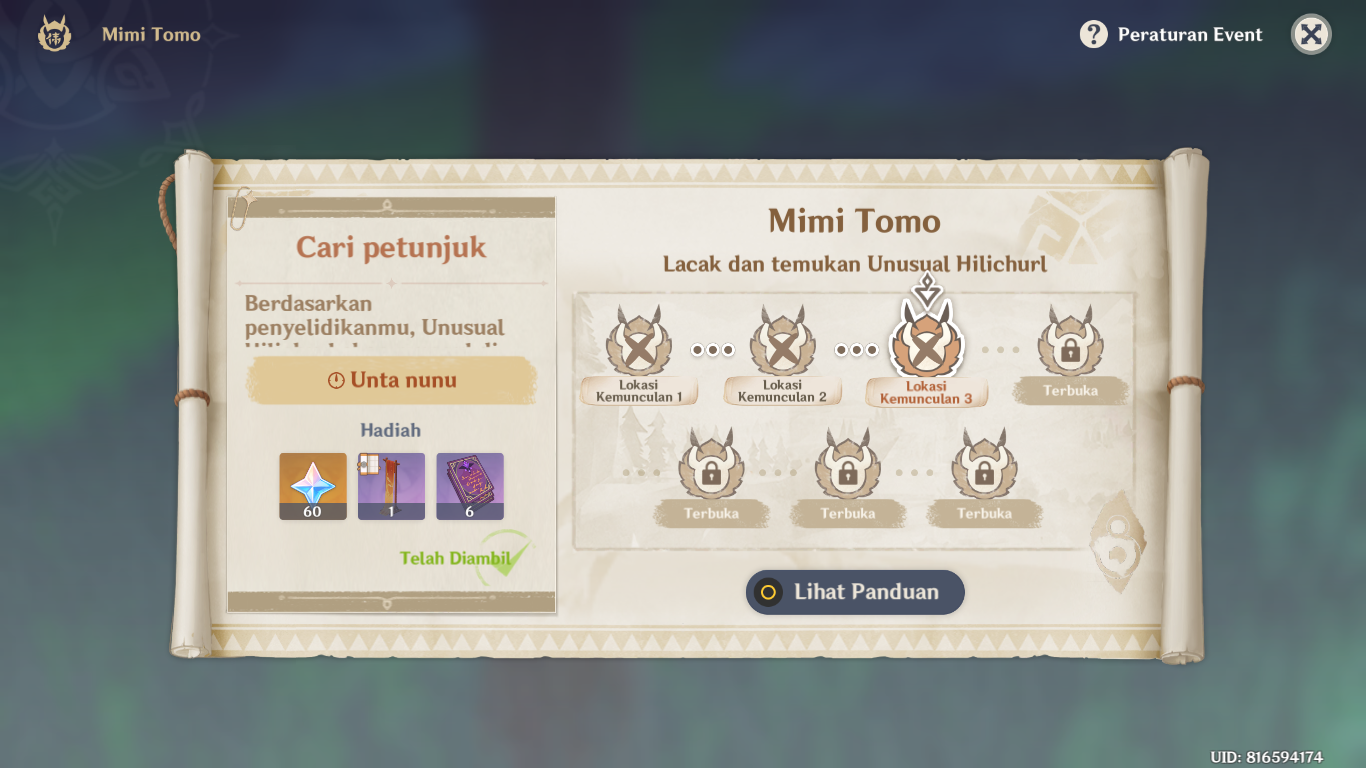 Mimi Tomo
Peraturan Event
Cari petunjuk
Berdasarkan
penyelidikanmu, Unusual
Unta nunu
Hadiah
60
1
6
Telah Diambil
Mimi Tomo
Lacak dan temukan Unusual Hilichurl
Lokasi
Kemunculan 1
Lokasi
Kemunculan 2
Lokasi
Kemunculan 3
Terbuka
Terbuka
Terbuka
Terbuka
Lihat Panduan
UID: 816594174